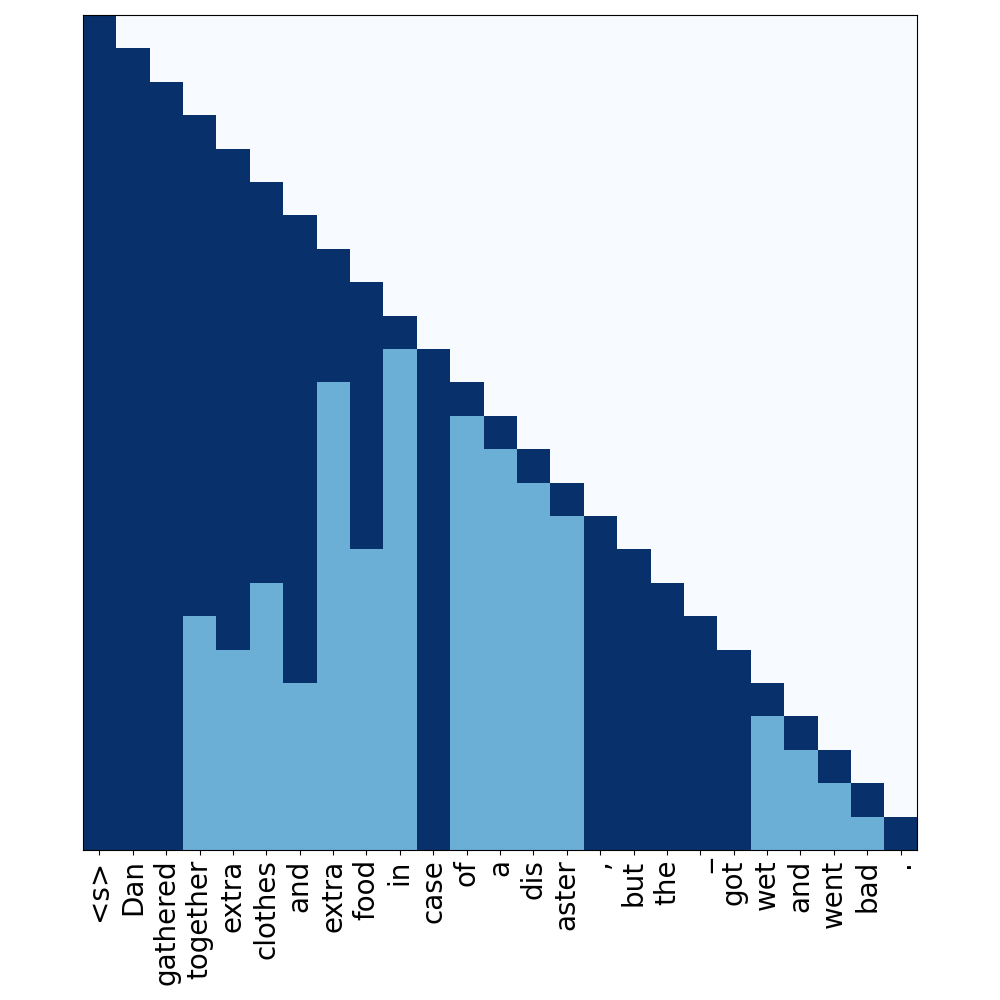 <s> Dan gathered together extra clothes and extra food in case of a dis aster , but the _ got wet and went bad .